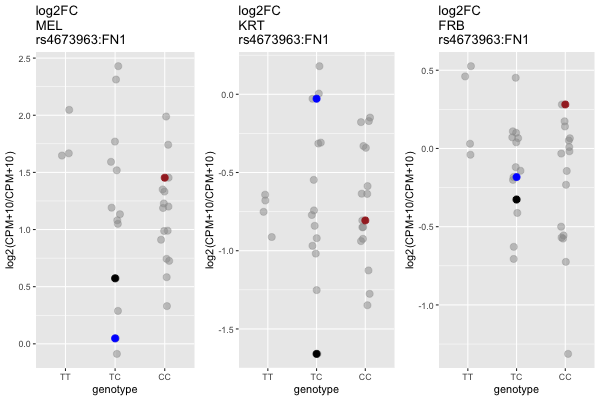 log2FC
MEL
rs4673963:FN1
log2(CPM+10/CPM+10)
2.5
2.0
1.5
1.0
0.5
0.0
TT
TC
CC
genotype
log2FC
KRT
rs4673963:FN1
log2(CPM+10/CPM+10)
0.0
-0.5
-1.0
-1.5
TT
TC
CC
genotype
log2FC
FRB
rs4673963:FN1
log2(CPM+10/CPM+10)
0.5
0.0
-0.5
-1.0
TT
TC
CC
genotype